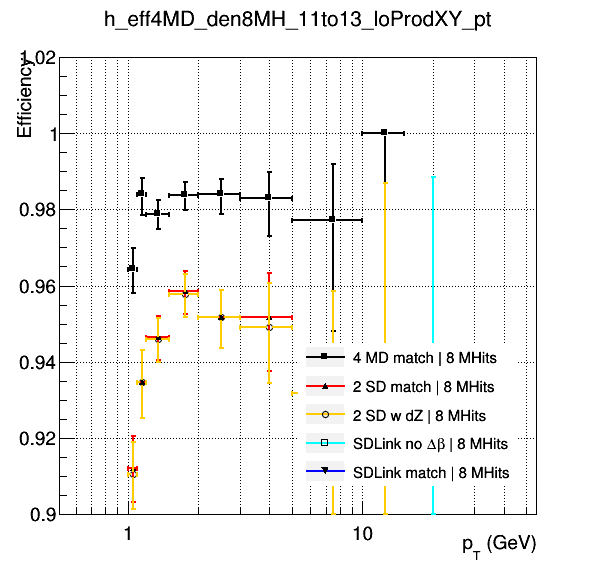 h_eff4MD_den8MH_11to13_loProdXY_pt
Efficiency
1.02
1
0.98
0.96
0.94
0.92
0.9
4 MD match | 8 MHits
2 SD match | 8 MHits
2 SD w dZ | 8 MHits
SDLink no Δβ | 8 MHits
SDLink match | 8 MHits
1
10
p_T (GeV)